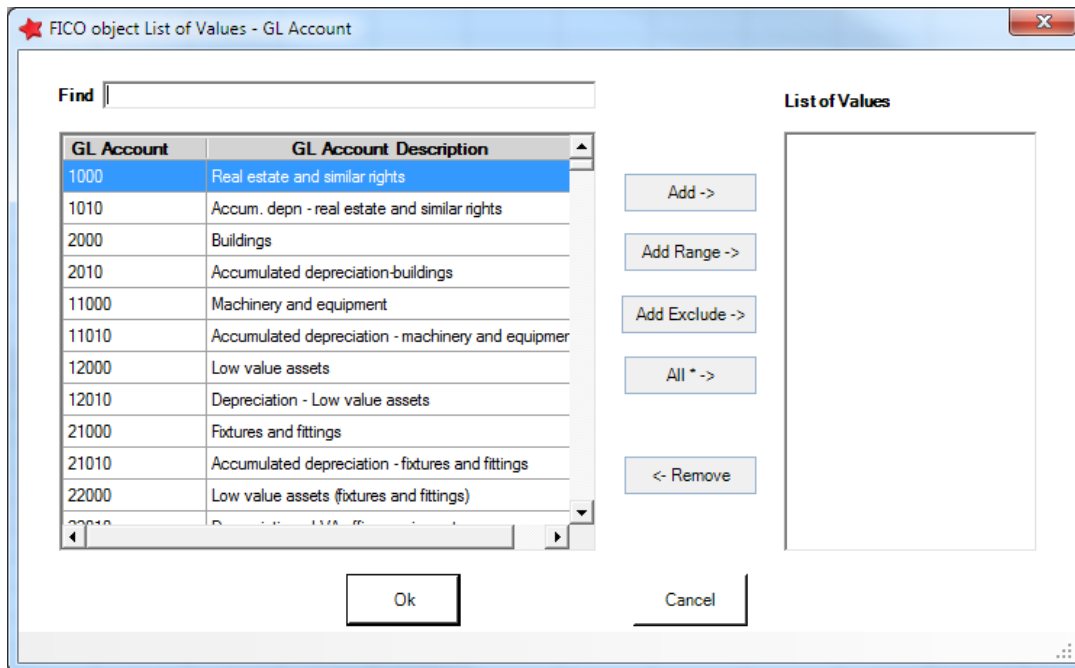 FICO object List of Values - GL Account
Find
List of Values
GL Account GL Account Description
1000 Real estate and similar rights
1010 Accum. depn - real estate and similar rights
2000 Buildings
2010 Accumulated depreciation-buildings
11000 Machinery and equipment
11010 Accumulated depreciation - machinery and equipmen
12000 Low value assets
12010 Depreciation - Low value assets
21000 Fixtures and fittings
21010 Accumulated depreciation - fixtures and fittings
22000 Low value assets (fixtures and fittings)
Add ->
Add Range ->
Add Exclude ->
All * ->
<- Remove
Ok
Cancel